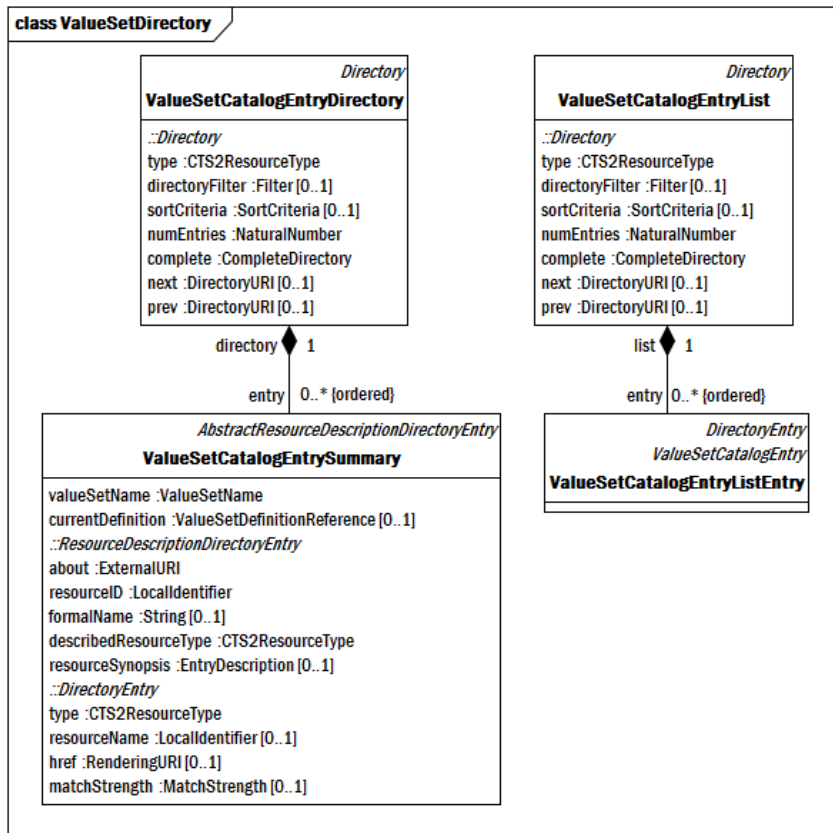 class ValueSetDirectory
Directory
ValueSetCatalogEntryDirectory
::Directory
type :CTS2ResourceType
directoryFilter :Filter [0..1]
sortCriteria :SortCriteria [0..1]
numEntries :NaturalNumber
complete :CompleteDirectory
next :DirectoryURI [0..1]
prev :DirectoryURI [0..1]
directory 1
entry 0..* {ordered}
AbstractResourceDescriptionDirectoryEntry
ValueSetCatalogEntrySummary
valueSetName :ValueSetName
currentDefinition :ValueSetDefinitionReference [0..1]
::ResourceDescriptionDirectoryEntry
about :ExternalURI
resourceID :LocalIdentifier
formalName :String [0..1]
describedResourceType :CTS2ResourceType
resourceSynopsis :EntryDescription [0..1]
::DirectoryEntry
type :CTS2ResourceType
resourceName :LocalIdentifier [0..1]
href :RenderingURI [0..1]
matchStrength :MatchStrength [0..1]
Directory
ValueSetCatalogEntryList
::Directory
type :CTS2ResourceType
directoryFilter :Filter [0..1]
sortCriteria :SortCriteria [0..1]
numEntries :NaturalNumber
complete :CompleteDirectory
next :DirectoryURI [0..1]
prev :DirectoryURI [0..1]
list 1
entry 0..* {ordered}
DirectoryEntry
ValueSetCatalogEntry
ValueSetCatalogEntryListEntry